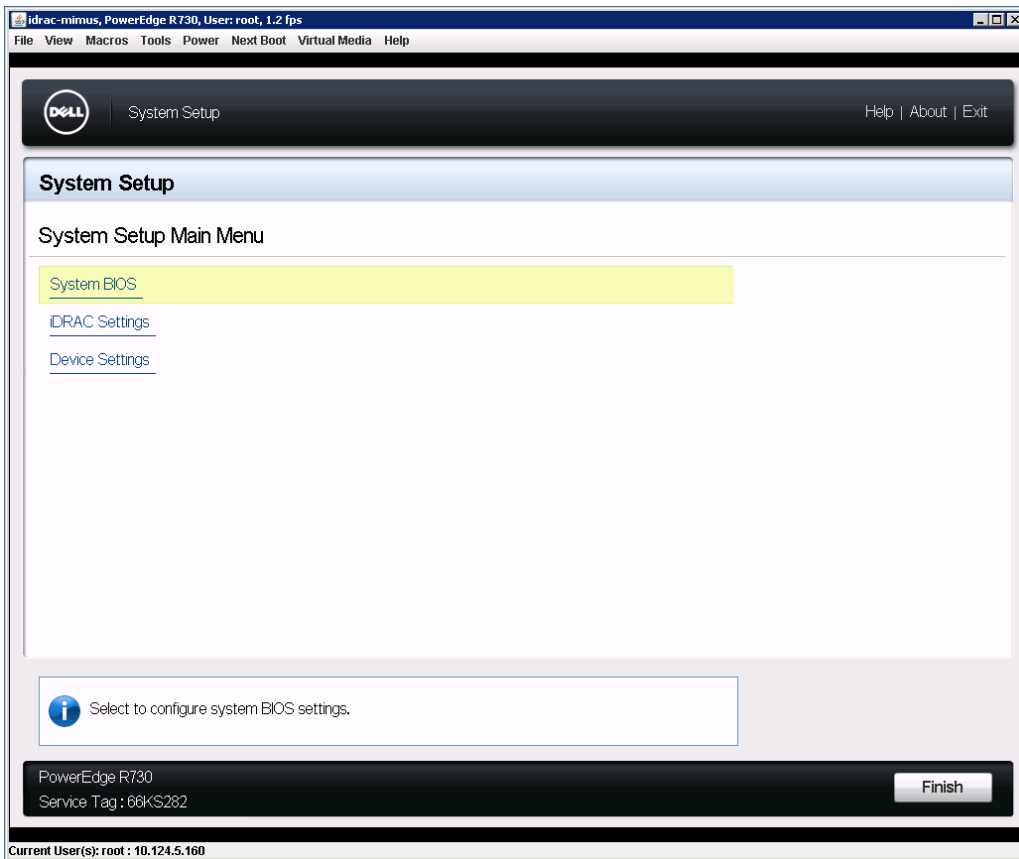 idrac-mimus, PowerEdge R730, User: root, 1.2 fps
File View Macros Tools Power Next Boot Virtual Media Help
DELL
System Setup
Help | About | Exit
System Setup
System Setup Main Menu
System BIOS
iDRAC Settings
Device Settings
Select to configure system BIOS settings.
PowerEdge R730
Service Tag : 66KS282
Finish
Current User(s): root : 10.124.5.160